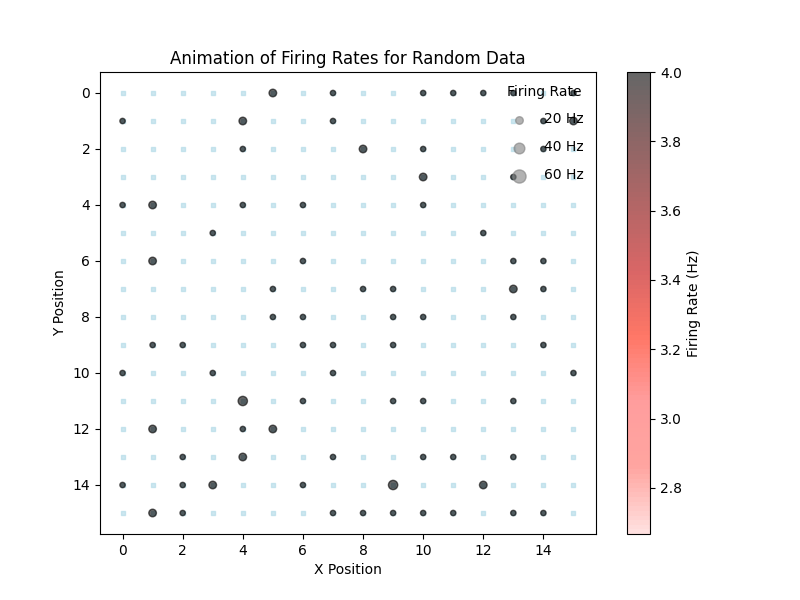 Animation of Firing Rates for Random Data
Firing Rate
20 Hz
40 Hz
60 Hz
0
2
4
6
8
10
12
14
Y Position
0 2 4 6 8 10 12 14
X Position
4.0
3.8
3.6
3.4
3.2
3.0
2.8
Firing Rate (Hz)